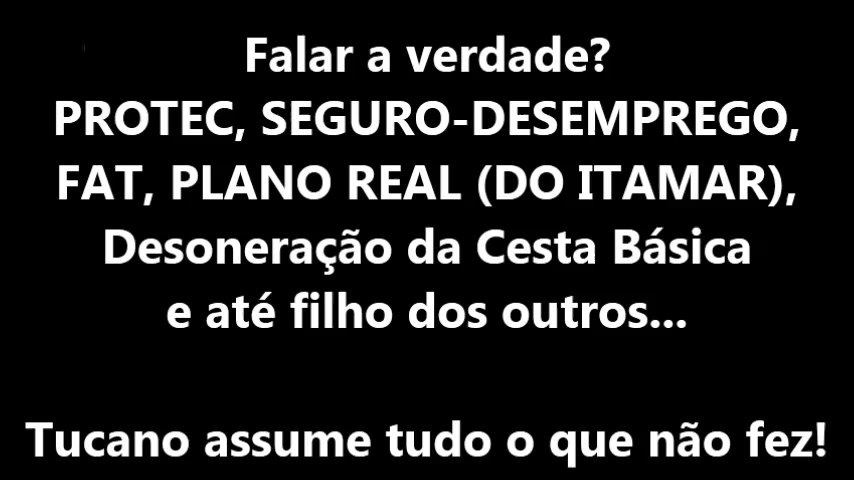 Falar a verdade?
PROTEC, SEGURO-DESEMPREGO,
FAT, PLANO REAL (DO ITAMAR),
Desoneração da Cesta Básica
e até filho dos outros...
Tucano assume tudo o que não fez!